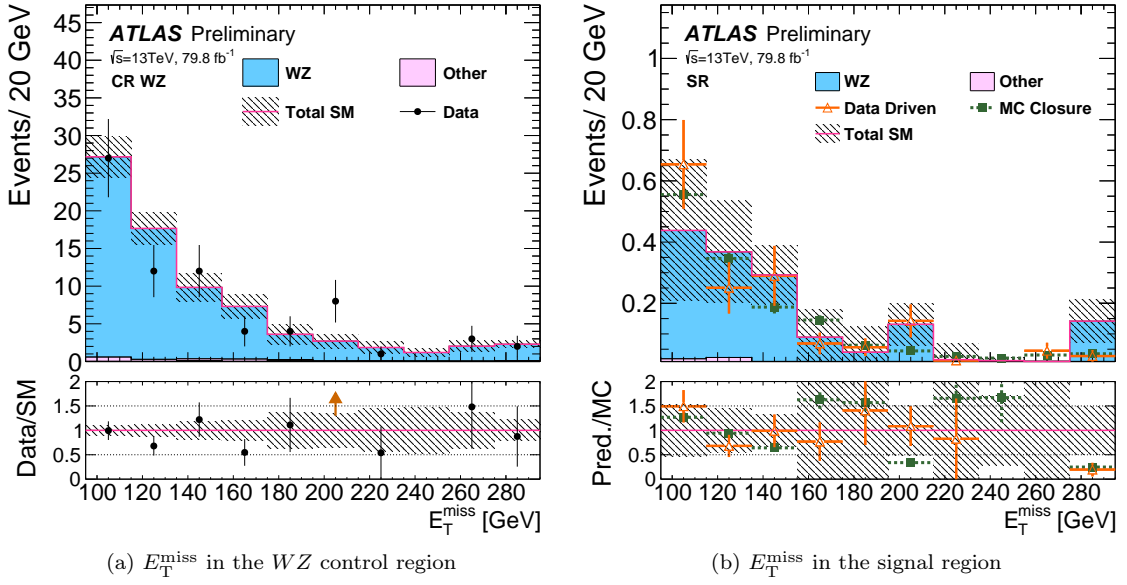 Events/ 20 GeV
45
40
35
30
25
20
15
10
5
0
ATLAS Preliminary
√s=13TeV, 79.8 fb⁻¹
CR WZ
WZ
Other
Total SM
Data
Data/SM
2
1.5
1
0.5
0
100 120 140 160 180 200 220 240 260 280
E_T^miss [GeV]
(a) E_T^miss in the WZ control region
Events/ 20 GeV
1
0.8
0.6
0.4
0.2
ATLAS Preliminary
√s=13TeV, 79.8 fb⁻¹
SR
WZ
Other
Data Driven
MC Closure
Total SM
Pred./MC
2
1.5
1
0.5
0
100 120 140 160 180 200 220 240 260 280
E_T^miss [GeV]
(b) E_T^miss in the signal region